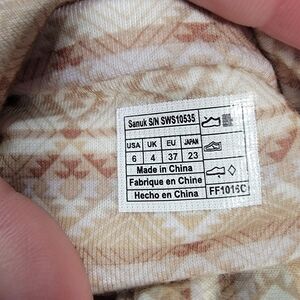 Sanuk S/N SWS10535
USA UK EU JAPAN
6 4 37 23
Made in China
Fabrique en Chine
Hecho en China FF1016C